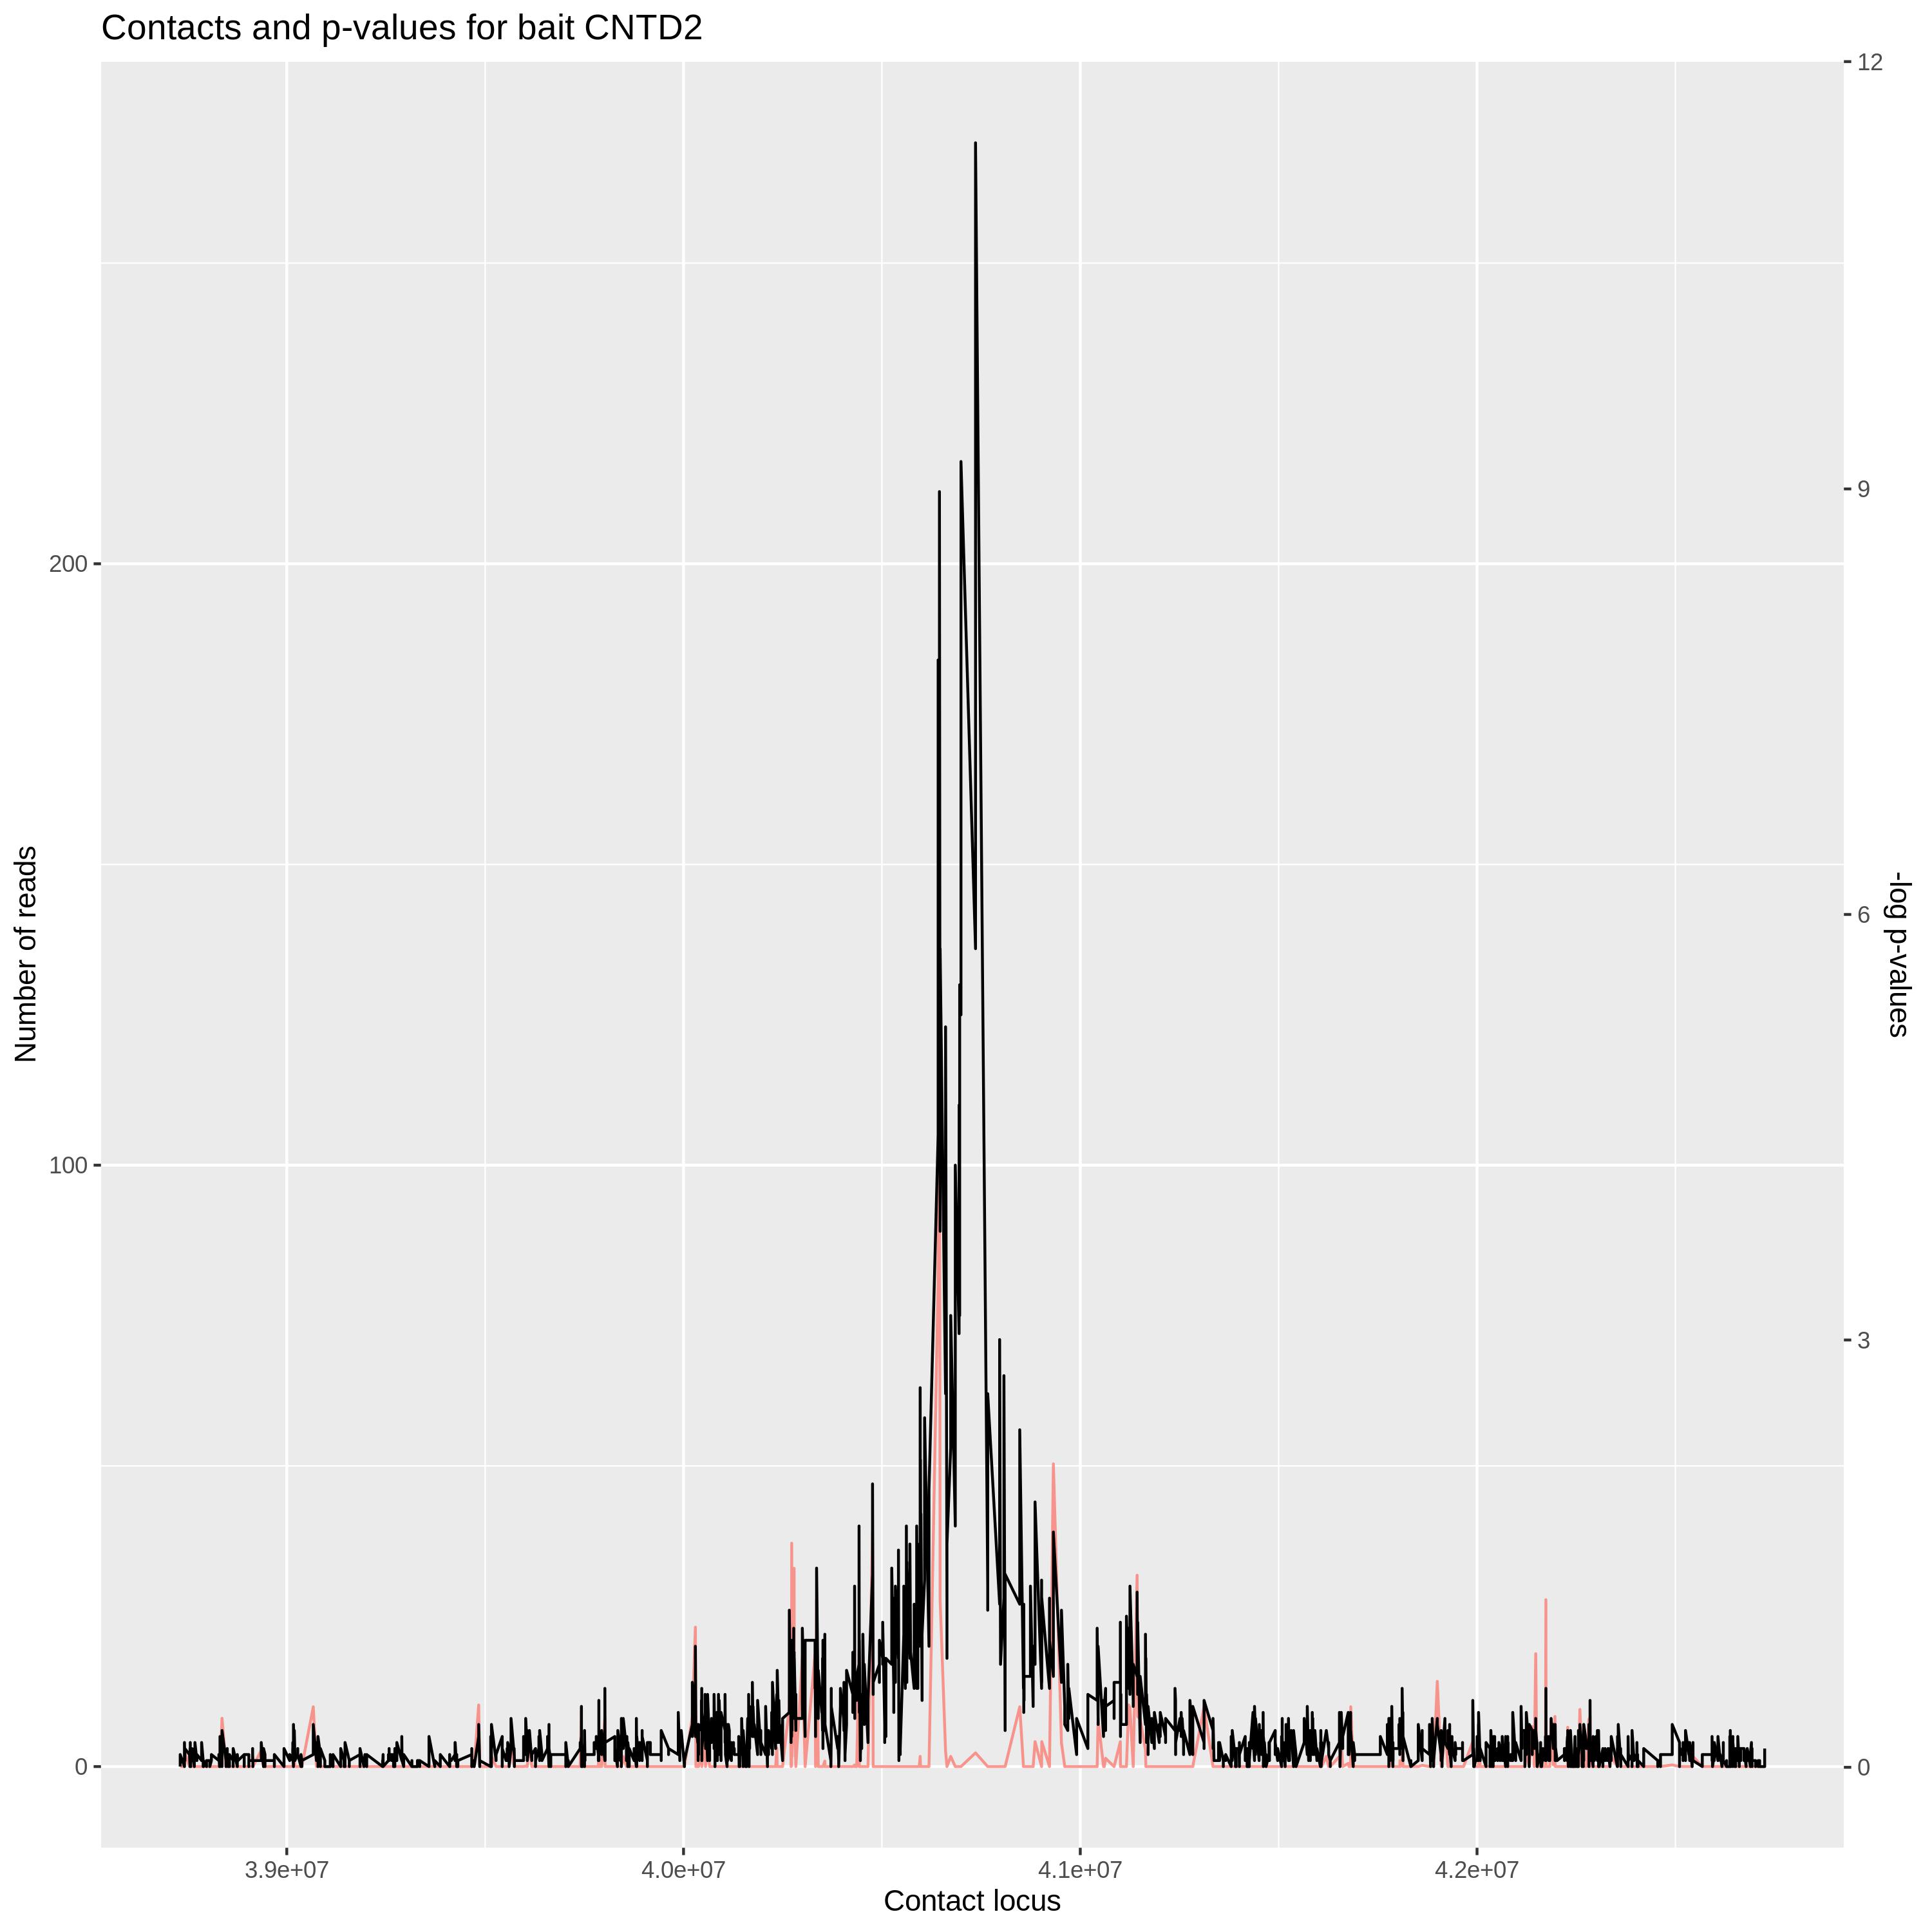 Contacts and p-values for bait CNTD2
Number of reads
200
100
0
12
9
6
3
0
-log p-values
3.9e+07 4.0e+07 4.1e+07 4.2e+07
Contact locus